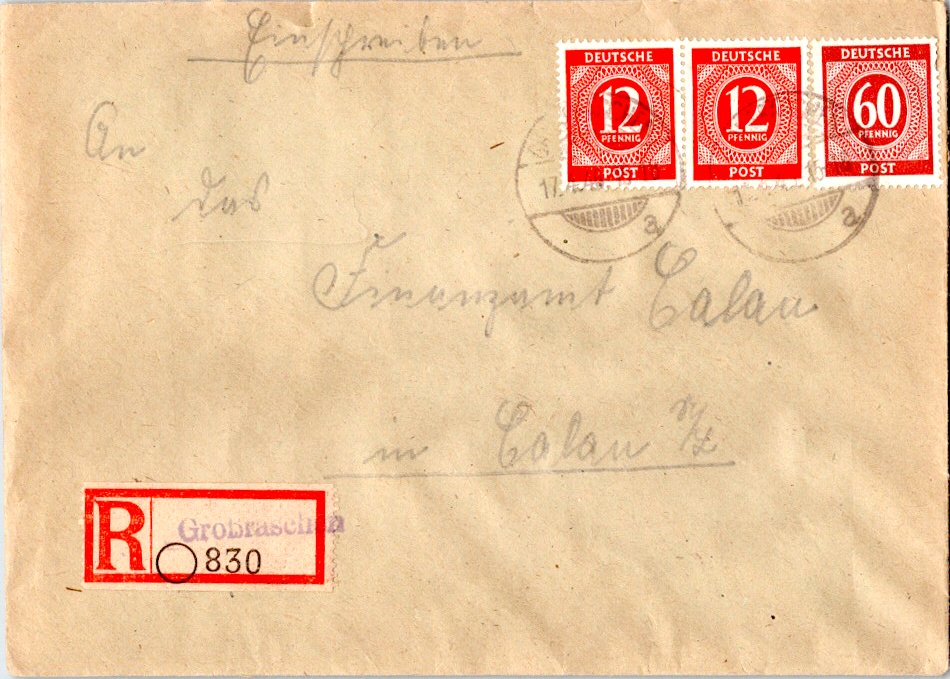 Einschreiben
DEUTSCHE
12
PFENNIG
POST
DEUTSCHE
12
PFENNIG
POST
DEUTSCHE
60
PFENNIG
POST
An
das
a
a
Finanzamt Calau
in Calau N/L
R
Großräschen
830